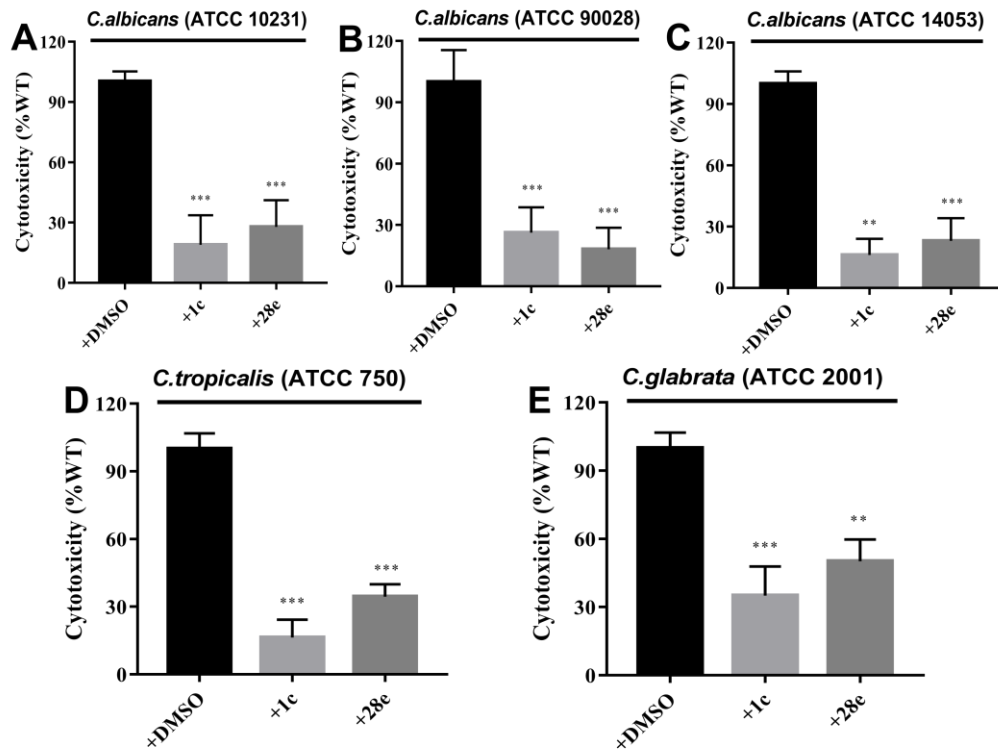 A
C.albicans (ATCC 10231)
Cytotoxicity (%WT)
120
90
60
30
0
***
***
+DMSO
+1c
+28e
B
C.albicans (ATCC 90028)
Cytotoxicity (%WT)
120
90
60
30
0
***
***
+DMSO
+1c
+28e
C
C.albicans (ATCC 14053)
Cytotoxicity (%WT)
120
90
60
30
0
**
***
+DMSO
+1c
+28e
D
C.tropicalis (ATCC 750)
Cytotoxicity (%WT)
120
90
60
30
0
***
***
+DMSO
+1c
+28e
E
C.glabrata (ATCC 2001)
Cytotoxicity (%WT)
120
90
60
30
0
***
**
+DMSO
+1c
+28e